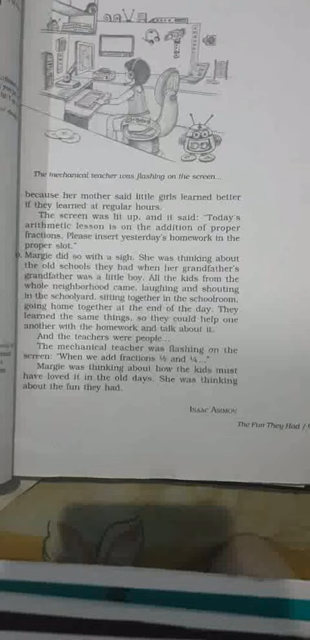 The mechanical teacher was flashing on the screen...
because her mother said little girls learned better
if they learned at regular hours.
The screen was lit up, and it said: "Today's
arithmetic lesson is on the addition of proper
fractions. Please insert yesterday's homework in the
proper slot."
Margie did so with a sigh. She was thinking about
the old schools they had when her grandfather's
grandfather was a little boy. All the kids from the
whole neighborhood came, laughing and shouting
in the schoolyard, sitting together in the schoolroom,
going home together at the end of the day. They
learned the same things, so they could help one
another with the homework and talk about it.
And the teachers were people...
The mechanical teacher was flashing on the
screen: "When we add fractions ½ and ¼..."
Margie was thinking about how the kids must
have loved it in the old days. She was thinking
about the fun they had.
ISAAC ASIMOV
The Fun They Had /